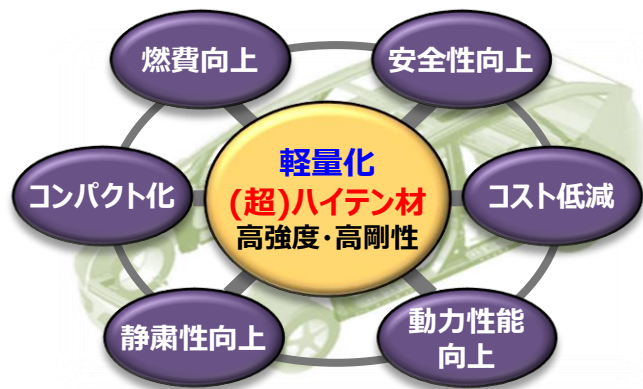 燃費向上
安全性向上
軽量化
(超)ハイテン材
高強度・高剛性
コンパクト化
コスト低減
静粛性向上
動力性能
向上